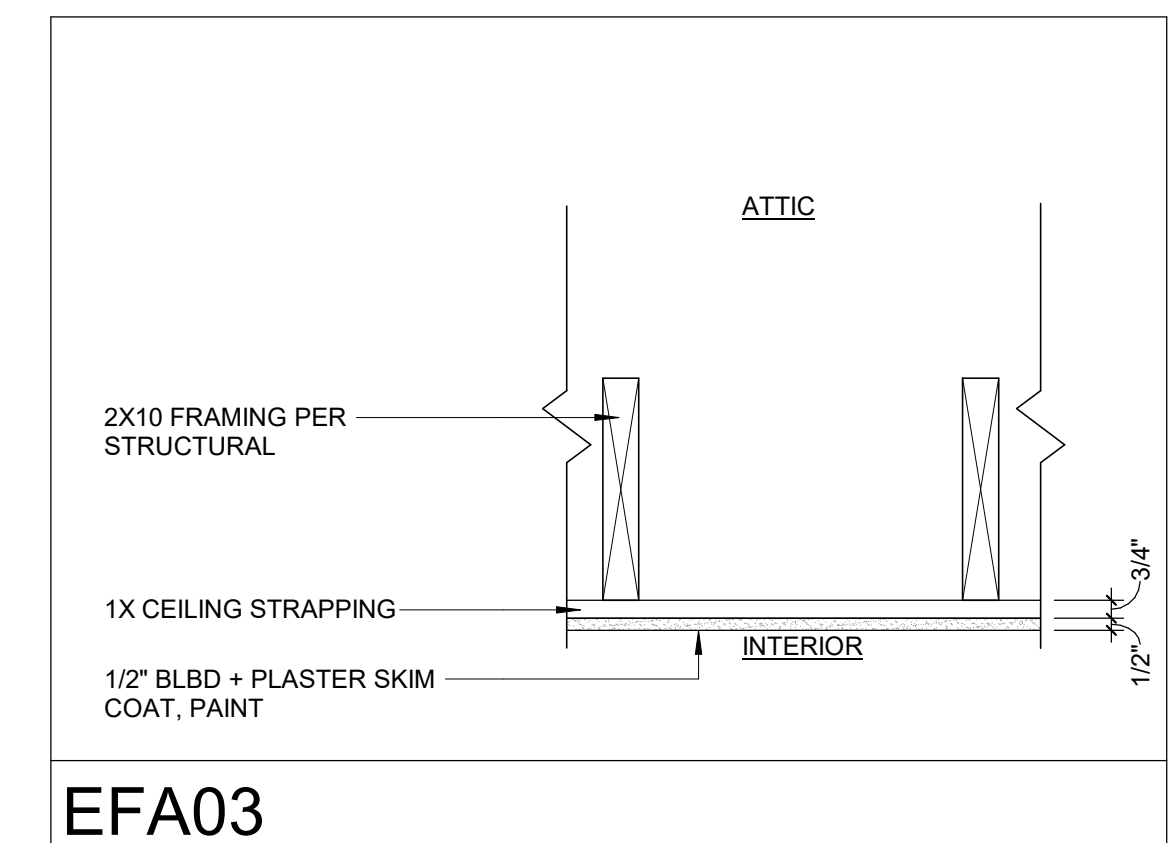 ATTIC
2X10 FRAMING PER
STRUCTURAL
3/4"
1X CEILING STRAPPING
INTERIOR
1/2"
1/2" BLBD + PLASTER SKIM
COAT, PAINT
EFA03